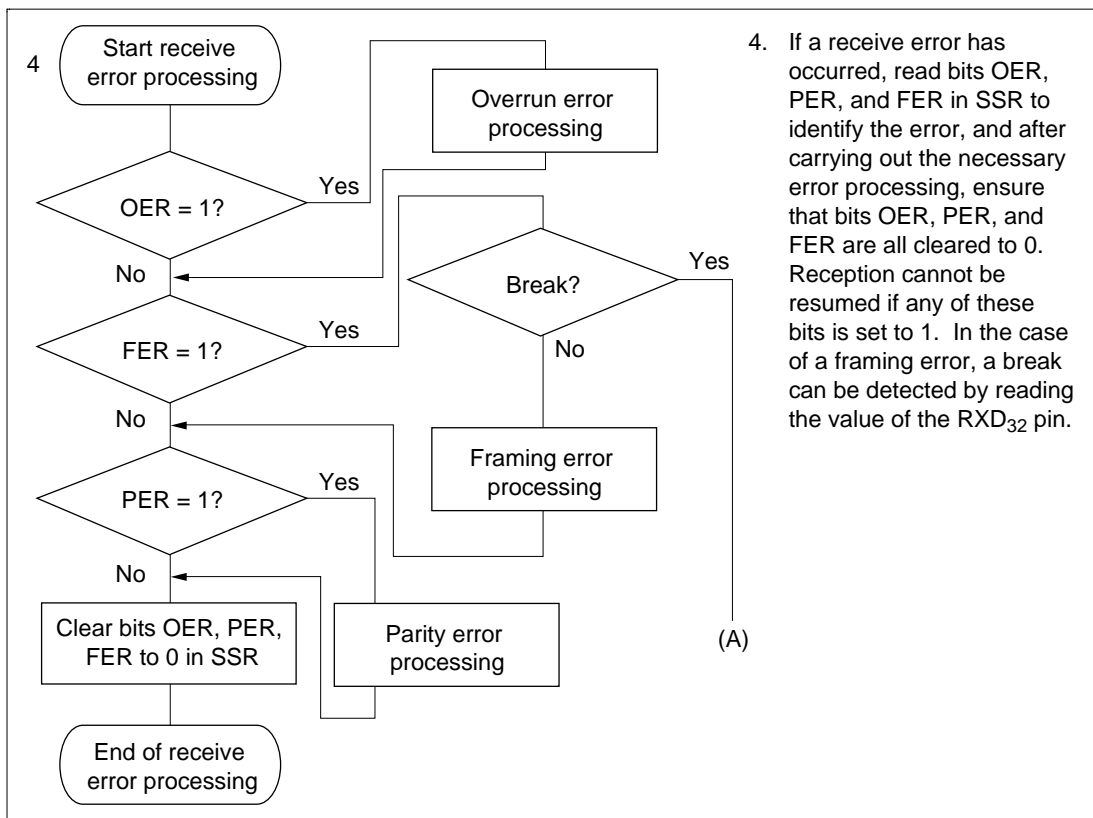 4
Start receive
error processing
Overrun error
processing
Yes
OER = 1?
No
Yes
Break?
Yes
FER = 1?
No
No
Framing error
processing
Yes
PER = 1?
No
Clear bits OER, PER,
FER to 0 in SSR
Parity error
processing
(A)
End of receive
error processing
4. If a receive error has
occurred, read bits OER,
PER, and FER in SSR to
identify the error, and after
carrying out the necessary
error processing, ensure
that bits OER, PER, and
FER are all cleared to 0.
Reception cannot be
resumed if any of these
bits is set to 1. In the case
of a framing error, a break
can be detected by reading
the value of the RXD32 pin.